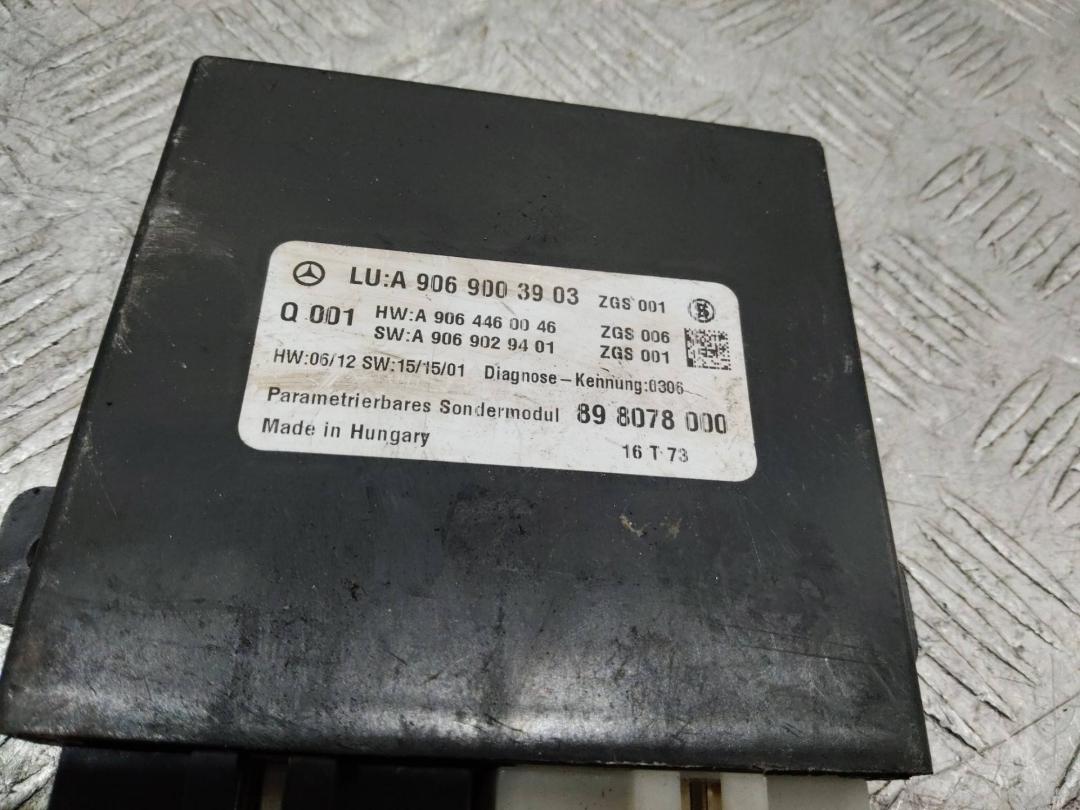 LU:A 906 900 3903 ZGS 001
Q 001 HW:A 906 446 00 46 ZGS 006
SW:A 906 902 94 01 ZGS 001
HW:06/12 SW:15/15/01 Diagnose-Kennung:0306
Parametrierbares Sondermodul 89 8078 000
Made in Hungary 16 T 73